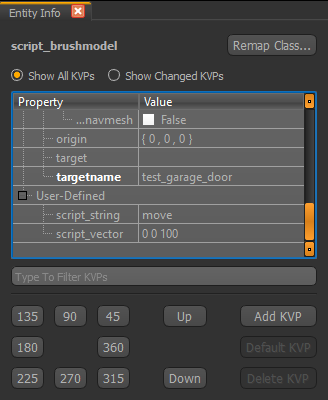 Entity Info
script_brushmodel
Remap Class...
Show All KVPs Show Changed KVPs
Property Value
...navmesh False
origin ( 0 , 0 , 0 )
target
targetname test_garage_door
User-Defined
script_string move
script_vector 0 0 100
Type To Filter KVPs
135 90 45 Up Add KVP
180 360 Default KVP
225 270 315 Down Delete KVP